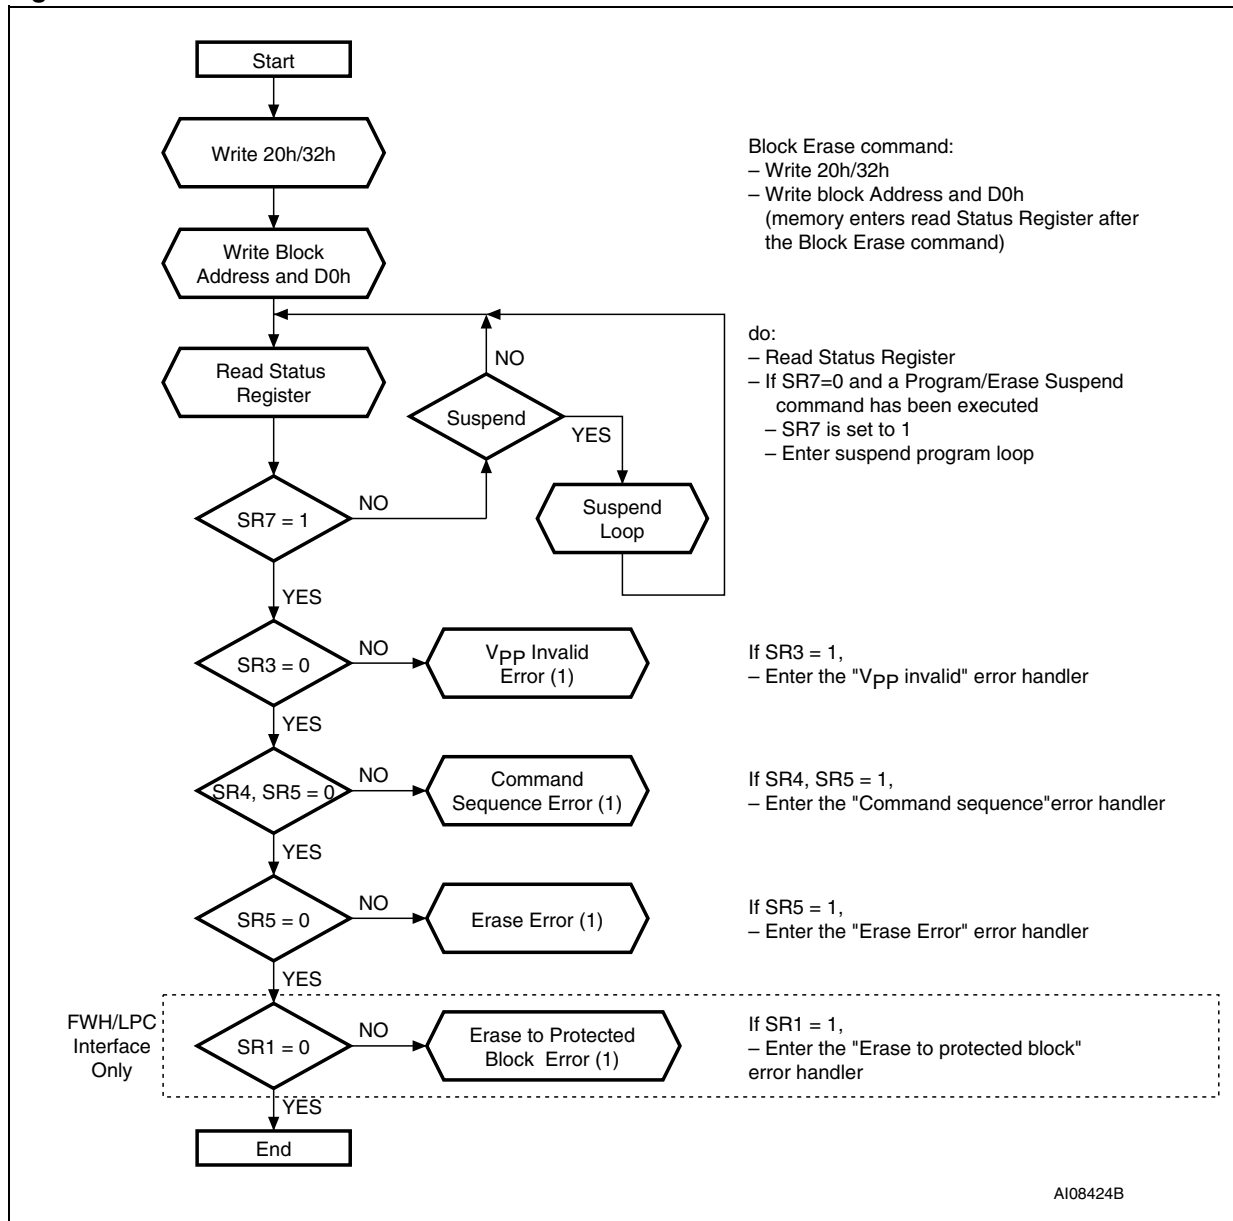 Start
Write 20h/32h
Block Erase command:
– Write 20h/32h
– Write block Address and D0h
(memory enters read Status Register after
the Block Erase command)
Write Block
Address and D0h
do:
– Read Status Register
– If SR7=0 and a Program/Erase Suspend
command has been executed
– SR7 is set to 1
– Enter suspend program loop
Read Status
Register
NO
Suspend
YES
Suspend
Loop
SR7 = 1
NO
YES
SR3 = 0
NO
VPP Invalid
Error (1)
If SR3 = 1,
– Enter the "VPP invalid" error handler
YES
SR4, SR5 = 0
NO
Command
Sequence Error (1)
If SR4, SR5 = 1,
– Enter the "Command sequence"error handler
YES
SR5 = 0
NO
Erase Error (1)
If SR5 = 1,
– Enter the "Erase Error" error handler
YES
FWH/LPC
Interface
Only
SR1 = 0
NO
Erase to Protected
Block Error (1)
If SR1 = 1,
– Enter the "Erase to protected block"
error handler
YES
End
AI08424B